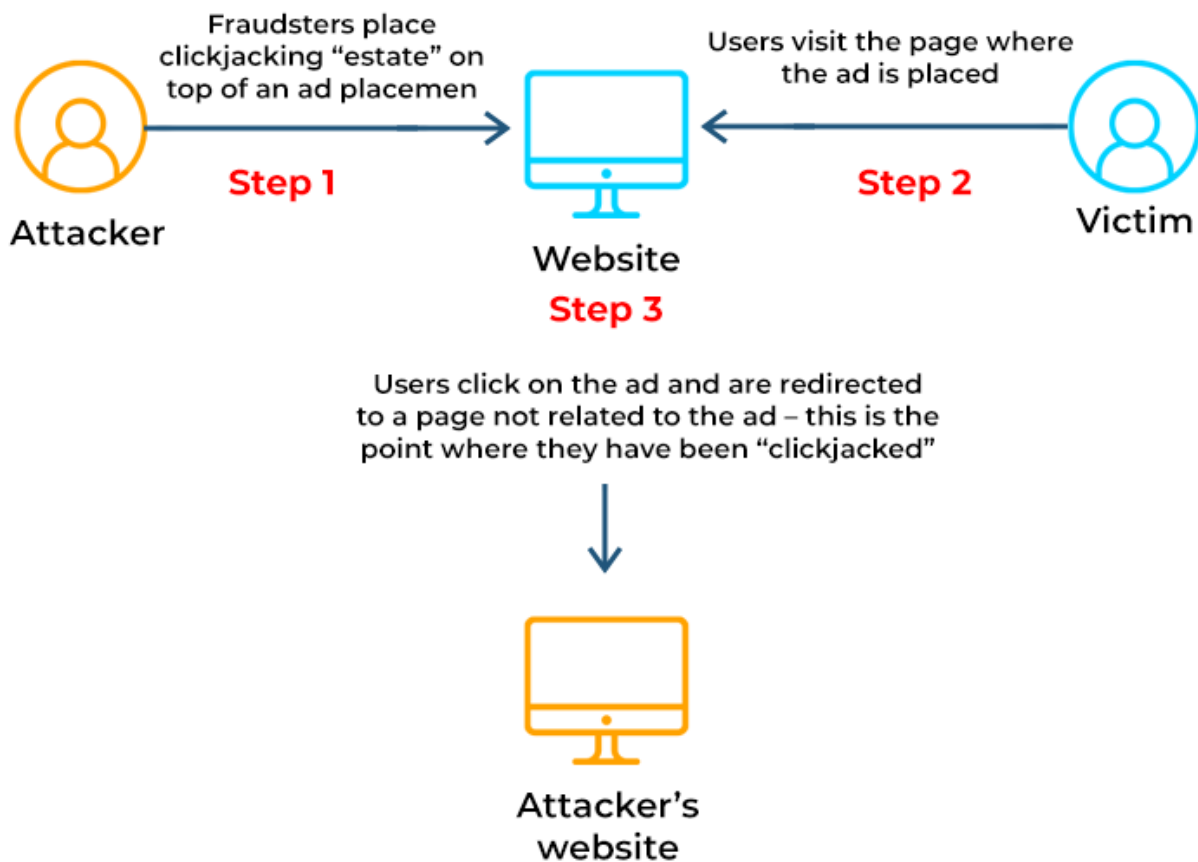 Fraudsters place
clickjacking “estate” on
top of an ad placemen
Users visit the page where
the ad is placed
Step 1
Step 2
Attacker
Victim
Website
Step 3
Users click on the ad and are redirected
to a page not related to the ad – this is the
point where they have been “clickjacked”
Attacker’s
website